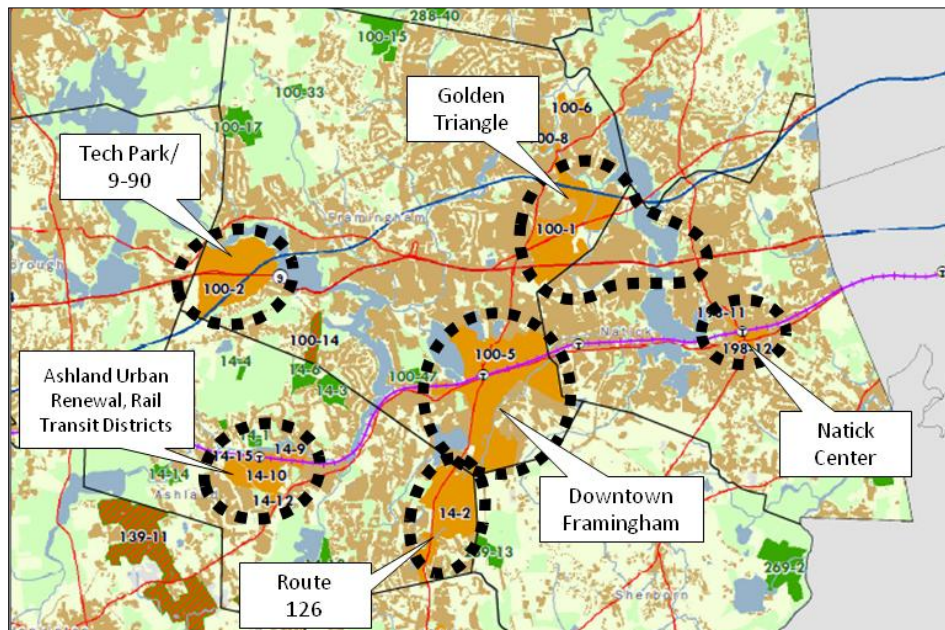 288-40
100-15
100-33
100-17
Golden
Triangle
100-6
100-8
Tech Park/
9-90
Framingham
100-1
100-2
9
T
198-11
Natick
T
T
198-12
100-14
100-5
T
14-4
14-6
14-3
100-47
Ashland Urban
Renewal, Rail
Transit Districts
14-15
14-9
T
14-10
14-14
Ashland
14-12
Natick
Center
Downtown
Framingham
139-11
14-2
269-2
Route
126
Sherborn